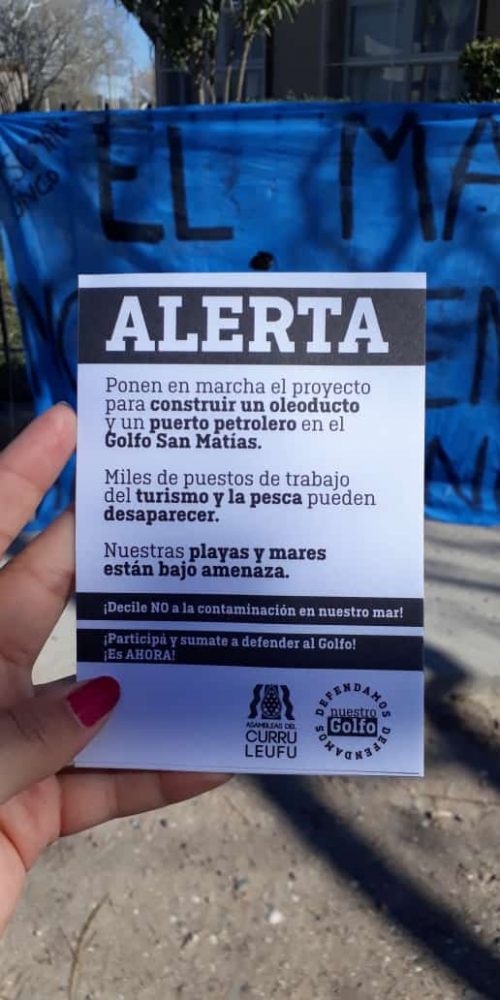 EL MA
ALERTA
Ponen en marcha el proyecto
para construir un oleoducto
y un puerto petrolero en el
Golfo San Matías.
Miles de puestos de trabajo
del turismo y la pesca pueden
desaparecer.
Nuestras playas y mares
están bajo amenaza.
¡Decile NO a la contaminación en nuestro mar!
¡Participá y sumate a defender al Golfo!
¡Es AHORA!
ASAMBLEAS DEL
CURRU
LEUFU
DEFENDAMOS
nuestro
Golfo
DEFENDAMOS